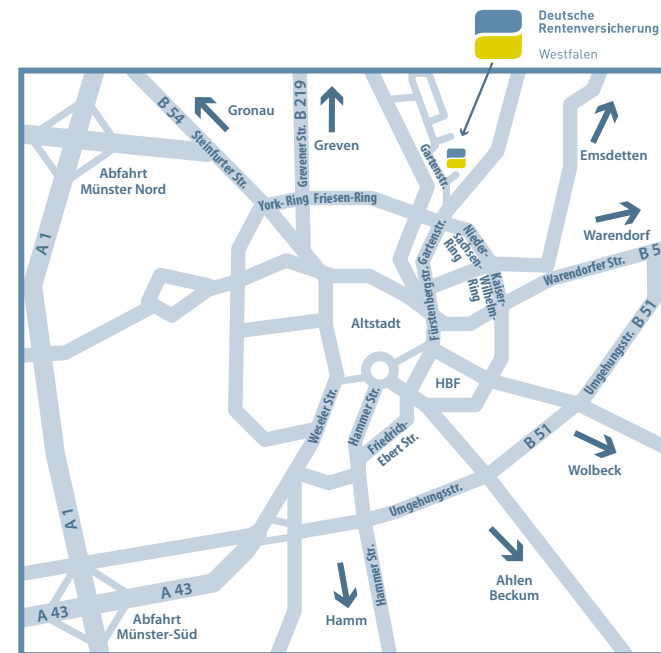 Deutsche
Rentenversicherung
Westfalen
B 54
Gronau
B 219
Greven
Steinfurter Str.
Grevener Str.
Gartenstr.
Emsdetten
Abfahrt
Münster Nord
York- Ring Friesen-Ring
Warendorf
A 1
Gartenstr.
Nieder-
sachsen-
Ring
B 5
Warendorfer Str.
Fürstenbergstr.
Kaiser-
Wilhelm-
Ring
Altstadt
B 51
Umgehungsstr.
HBF
Weseler Str.
Hammer Str.
Friedrich-
Ebert Str.
B 51
Wolbeck
Umgehungsstr.
A 1
Hammer Str.
Ahlen
Beckum
A 43
A 43
Abfahrt
Münster-Süd
Hamm